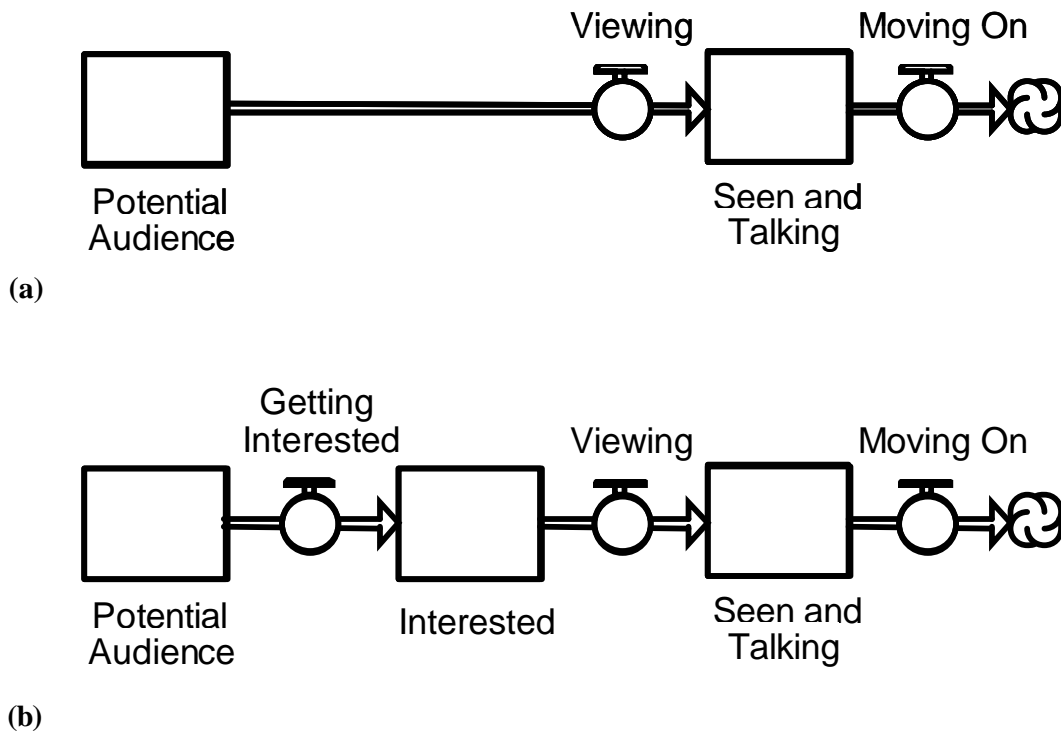 Viewing
Moving On
Potential
Audience
Seen and
Talking
(a)
Getting
Interested
Viewing
Moving On
Potential
Audience
Interested
Seen and
Talking
(b)